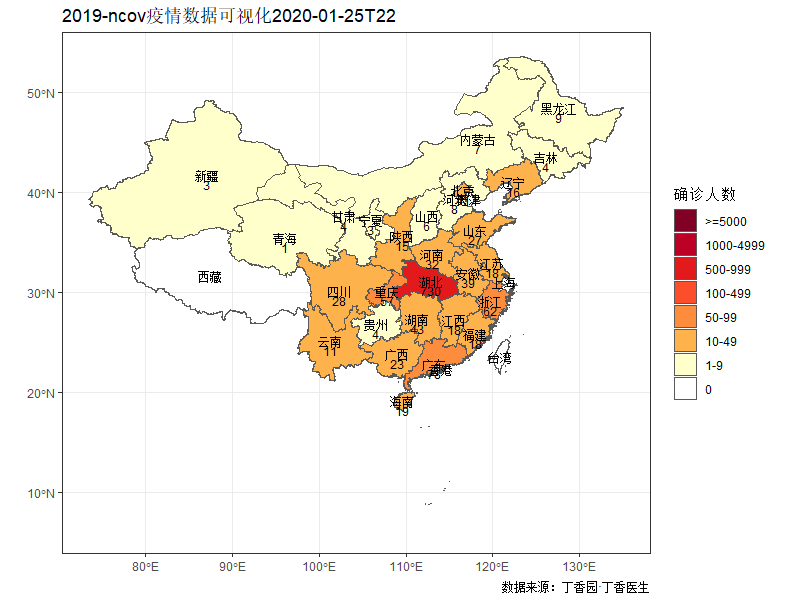 2019-ncov疫情数据可视化2020-01-25T22
50°N
40°N
30°N
20°N
10°N
80°E
90°E
100°E
110°E
120°E
130°E
黑龙江
9
内蒙古
7
吉林
4
新疆
3
辽宁
16
北京
河北
8
天津
甘肃
4
宁夏
3
山西
6
山东
27
青海
1
陕西
15
河南
32
江苏
18
西藏
安徽
39
上海
四川
28
重庆
湖北
730
浙江
62
贵州
4
湖南
43
江西
18
福建
云南
11
广西
23
广东
台湾
香港
海南
19
确诊人数
>=5000
1000-4999
500-999
100-499
50-99
10-49
1-9
0
数据来源：丁香园·丁香医生